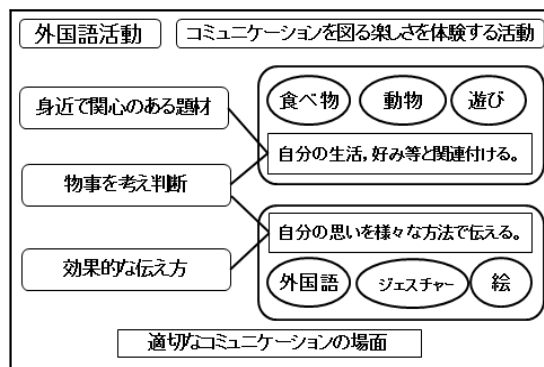 外国語活動
コミュニケーションを図る楽しさを体験する活動
身近で関心のある題材
食べ物
動物
遊び
自分の生活，好み等と関連付ける。
物事を考え判断
自分の思いを様々な方法で伝える。
効果的な伝え方
外国語
ジェスチャー
絵
適切なコミュニケーションの場面